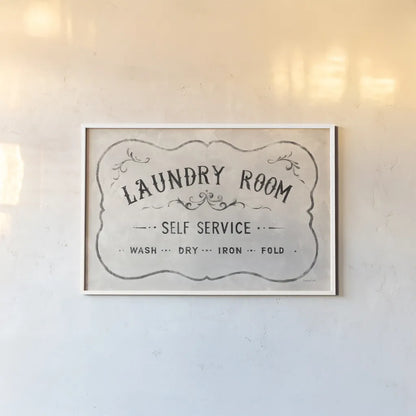 LAUNDRY ROOM
SELF SERVICE
WASH ··· DRY ··· IRON ··· FOLD